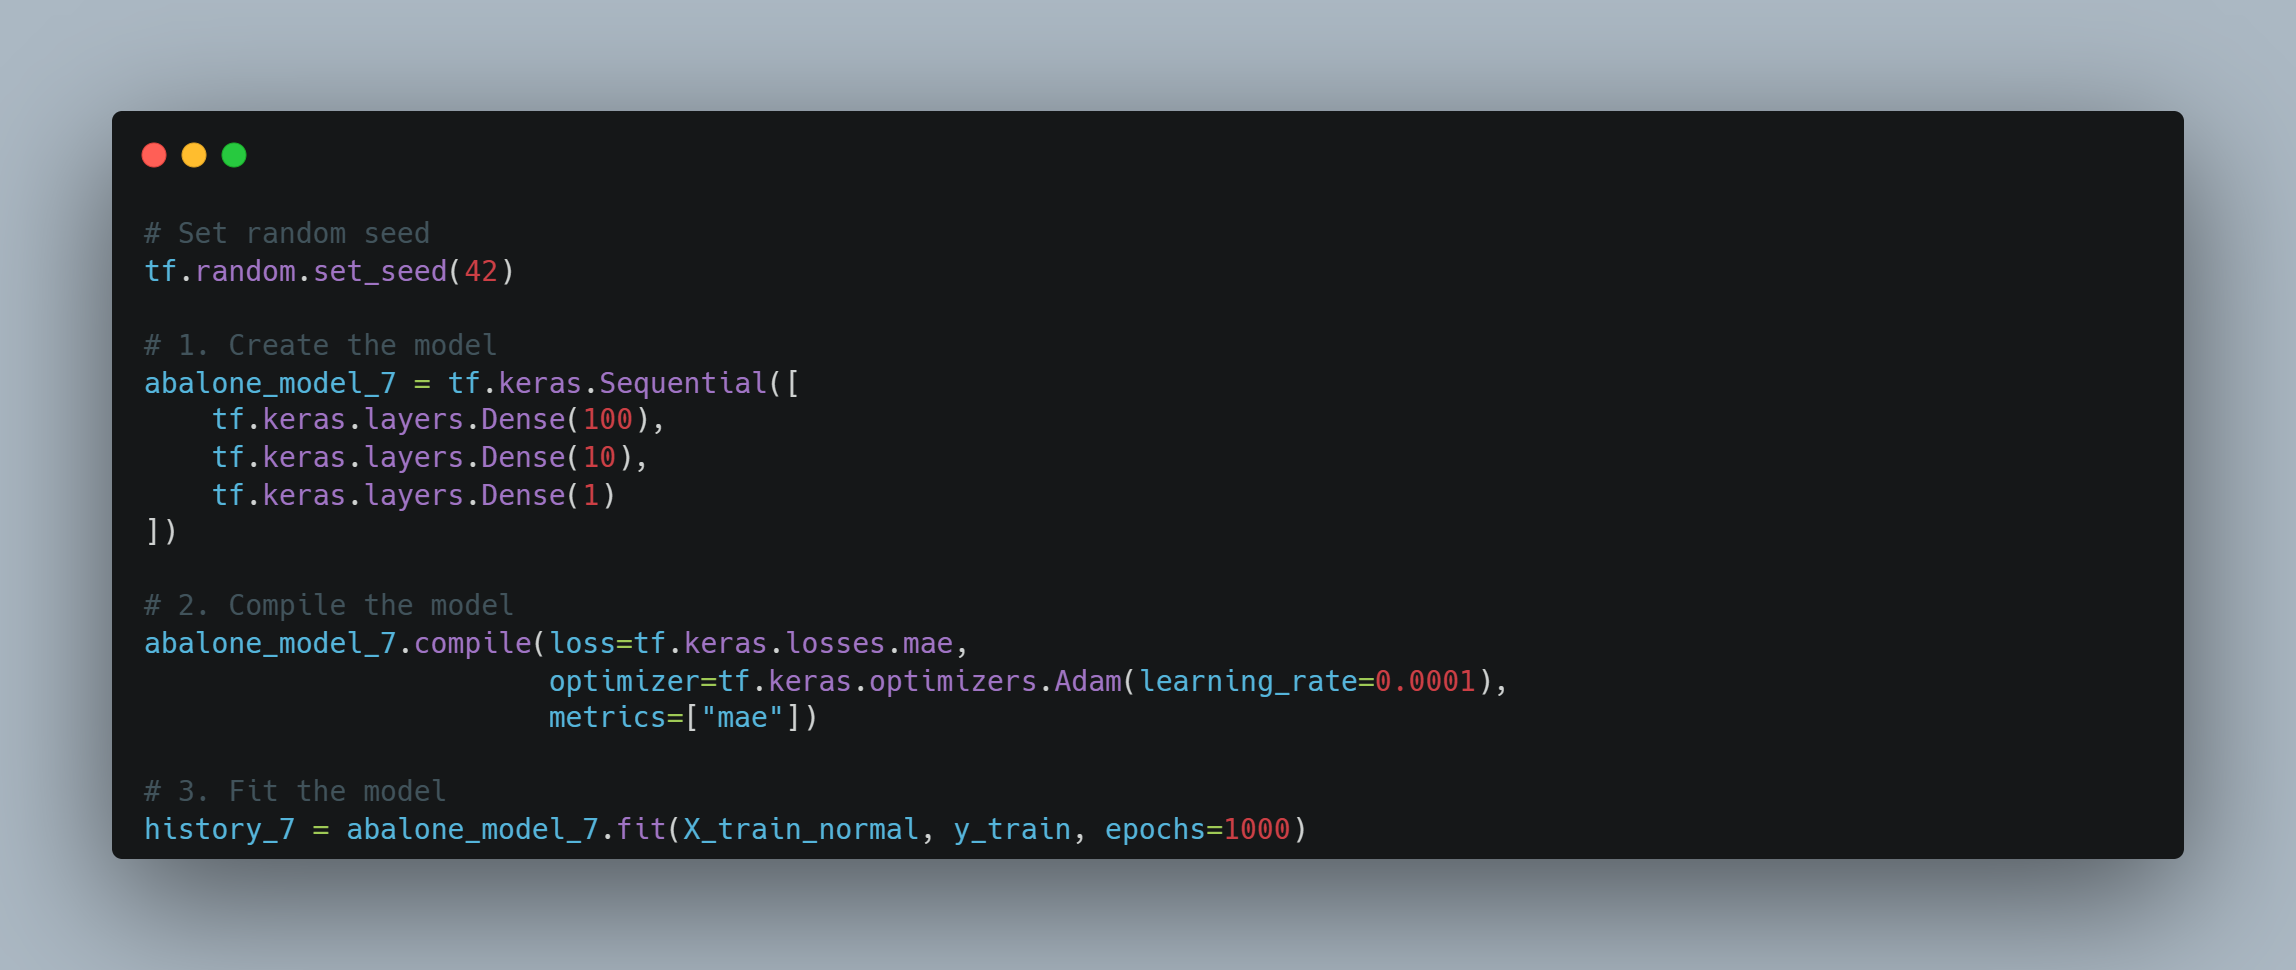 # Set random seed
tf.random.set_seed(42)
# 1. Create the model
abalone_model_7 = tf.keras.Sequential([
    tf.keras.layers.Dense(100),
    tf.keras.layers.Dense(10),
    tf.keras.layers.Dense(1)
])
# 2. Compile the model
abalone_model_7.compile(loss=tf.keras.losses.mae,
                        optimizer=tf.keras.optimizers.Adam(learning_rate=0.0001),
                        metrics=["mae"])
# 3. Fit the model
history_7 = abalone_model_7.fit(X_train_normal, y_train, epochs=1000)